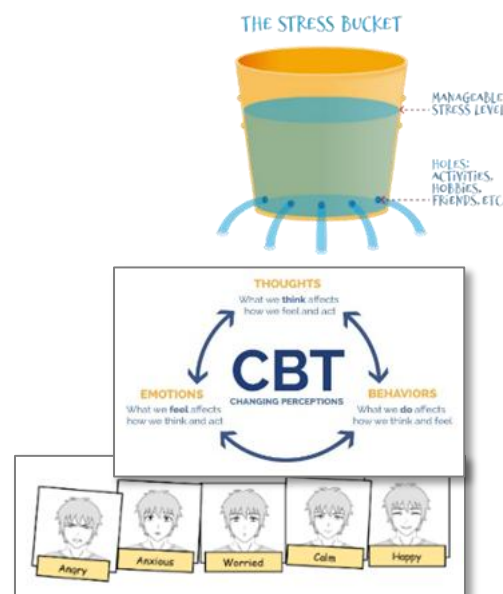 THE STRESS BUCKET
MANAGEABLE
STRESS LEVEL
HOLES:
ACTIVITIES,
HOBBIES,
FRIENDS, ETC
THOUGHTS
What we think affects
how we feel and act
CBT
CHANGING PERCEPTIONS
EMOTIONS
What we feel affects
how we think and act
BEHAVIORS
What we do affects
how we think and feel
Angry
Anxious
Worried
Calm
Happy